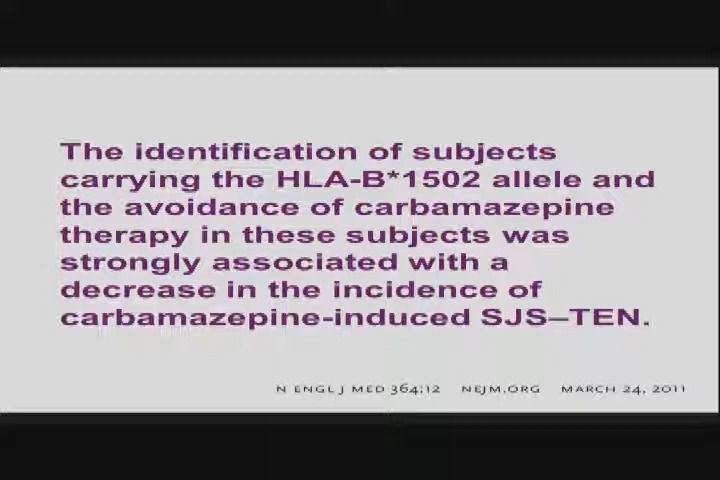 The identification of subjects
carrying the HLA-B*1502 allele and
the avoidance of carbamazepine
therapy in these subjects was
strongly associated with a
decrease in the incidence of
carbamazepine-induced SJS–TEN.
N ENGL J MED 364;12 NEJM.ORG MARCH 24, 2011